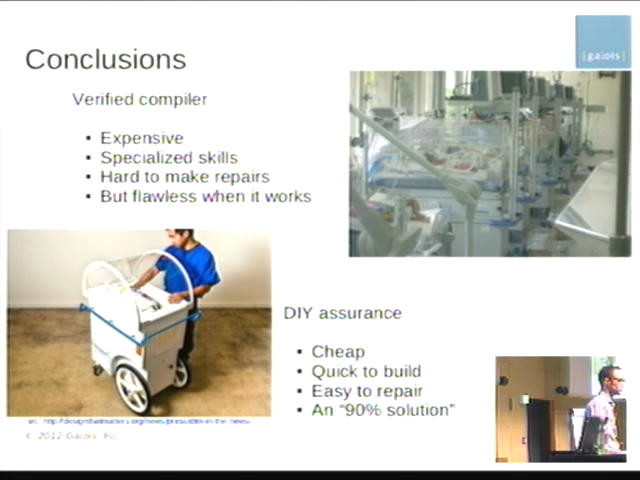 | galois |
Conclusions
Verified compiler
▪ Expensive
▪ Specialized skills
▪ Hard to make repairs
▪ But flawless when it works
DIY assurance
▪ Cheap
▪ Quick to build
▪ Easy to repair
▪ An “90% solution”
© 2012 Galois, Inc.